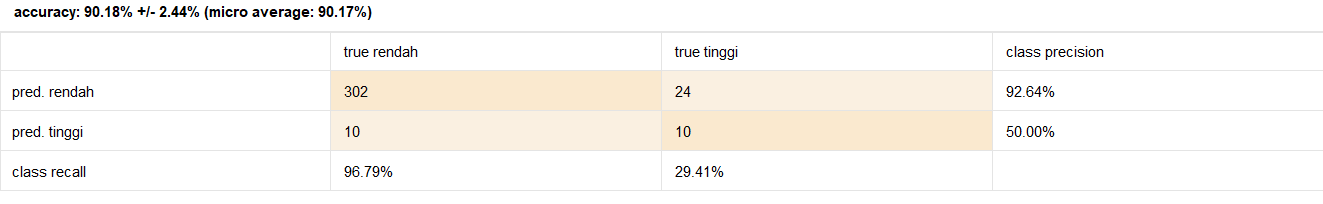 accuracy: 90.18% +/- 2.44% (micro average: 90.17%)
true rendah true tinggi class precision
pred. rendah 302 24 92.64%
pred. tinggi 10 10 50.00%
class recall 96.79% 29.41%